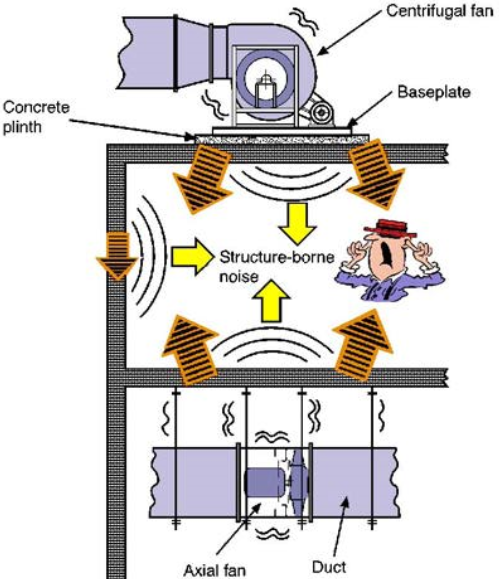 Centrifugal fan
Baseplate
Concrete
plinth
Structure-borne
noise
Axial fan
Duct